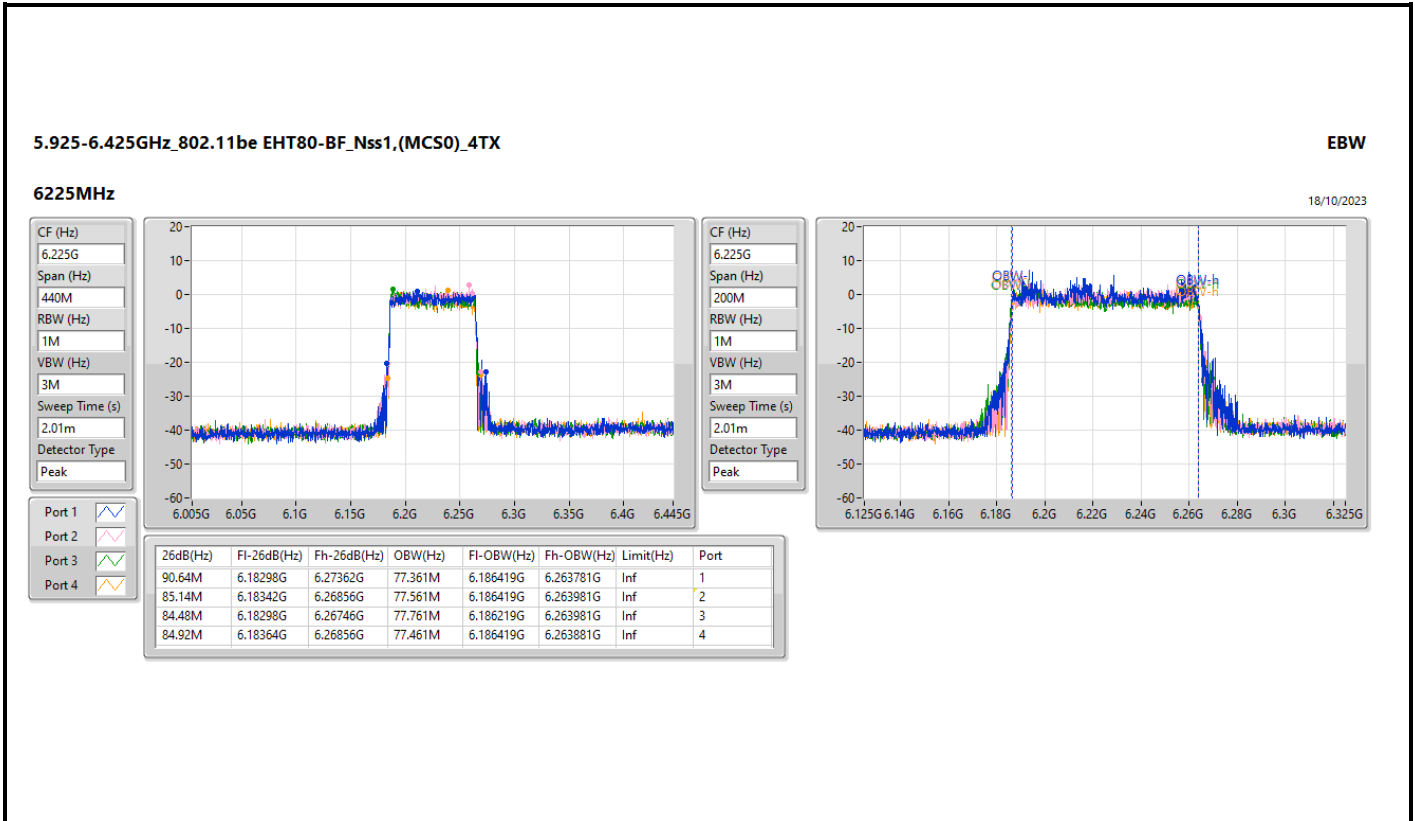 5.925-6.425GHz_802.11be EHT80-BF_Nss1,(MCS0)_4TX
EBW
6225MHz
18/10/2023
CF (Hz)
6.225G
Span (Hz)
440M
RBW (Hz)
1M
VBW (Hz)
3M
Sweep Time (s)
2.01m
Detector Type
Peak
20
10
0
-10
-20
-30
-40
-50
-60
6.005G 6.05G 6.1G 6.15G 6.2G 6.25G 6.3G 6.35G 6.4G 6.445G
CF (Hz)
6.225G
Span (Hz)
200M
RBW (Hz)
1M
VBW (Hz)
3M
Sweep Time (s)
2.01m
Detector Type
Peak
20
10
0
-10
-20
-30
-40
-50
-60
OBW-h
6.125G 6.14G 6.16G 6.18G 6.2G 6.22G 6.24G 6.26G 6.28G 6.3G 6.325G
Port 1
Port 2
Port 3
Port 4
26dB(Hz) Fl-26dB(Hz) Fh-26dB(Hz) OBW(Hz) Fl-OBW(Hz) Fh-OBW(Hz) Limit(Hz) Port
90.64M 6.18298G 6.27362G 77.361M 6.186419G 6.263781G Inf 1
85.14M 6.18342G 6.26856G 77.561M 6.186419G 6.263981G Inf 2
84.48M 6.18298G 6.26746G 77.761M 6.186219G 6.263981G Inf 3
84.92M 6.18364G 6.26856G 77.461M 6.186419G 6.263881G Inf 4